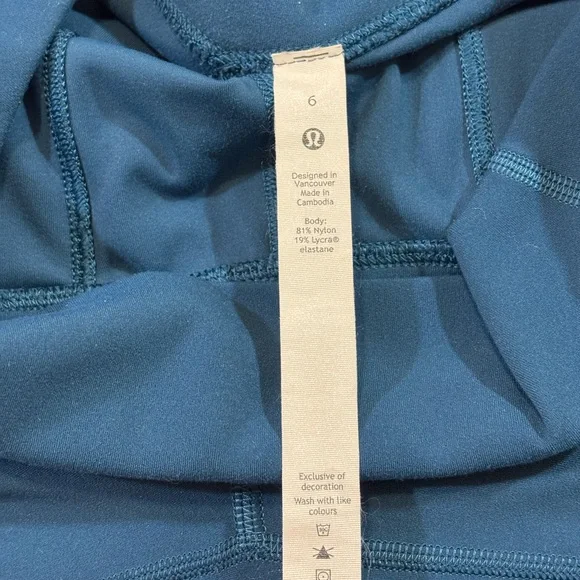 6
Designed in
Vancouver
Made in
Cambodia
Body:
81% Nylon
19% Lycra®
elastane
Exclusive of
decoration
Wash with like
colours